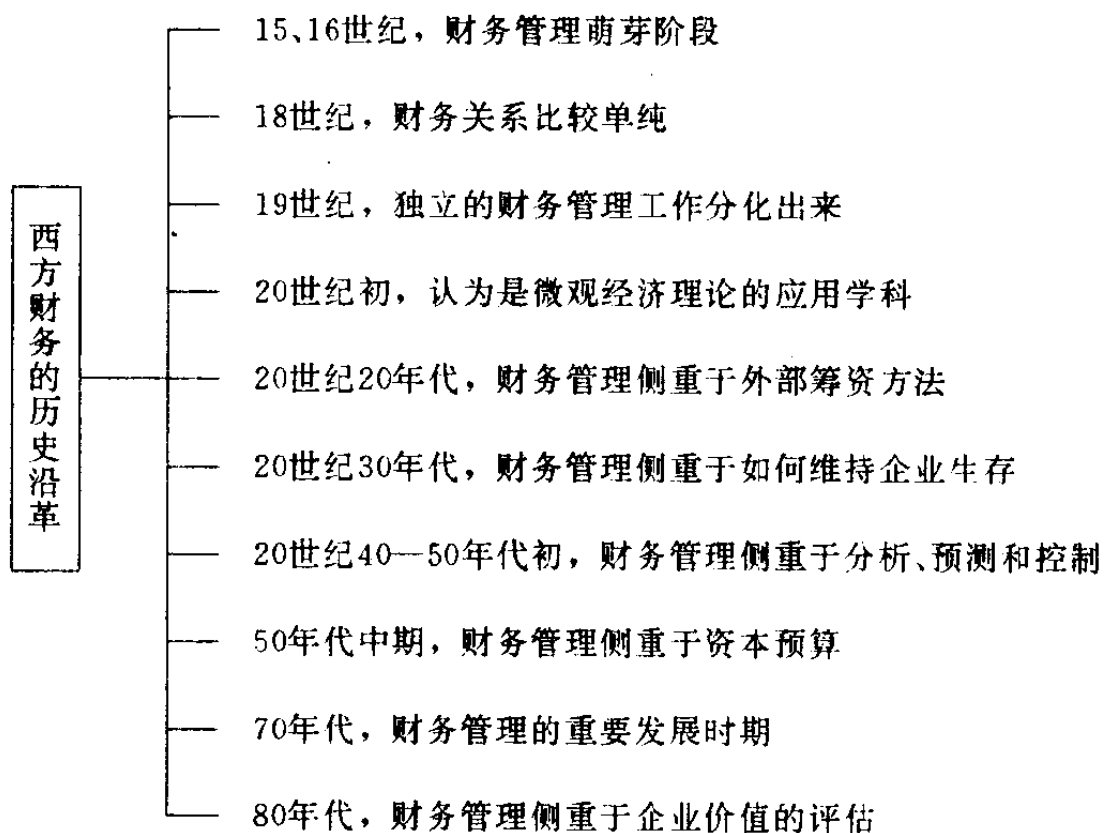 西方财务的历史沿革
15、16世纪，财务管理萌芽阶段
18世纪，财务关系比较单纯
19世纪，独立的财务管理工作分化出来
20世纪初，认为是微观经济理论的应用学科
20世纪20年代，财务管理侧重于外部筹资方法
20世纪30年代，财务管理侧重于如何维持企业生存
20世纪40—50年代初，财务管理侧重于分析、预测和控制
50年代中期，财务管理侧重于资本预算
70年代，财务管理的重要发展时期
80年代，财务管理侧重于企业价值的评估